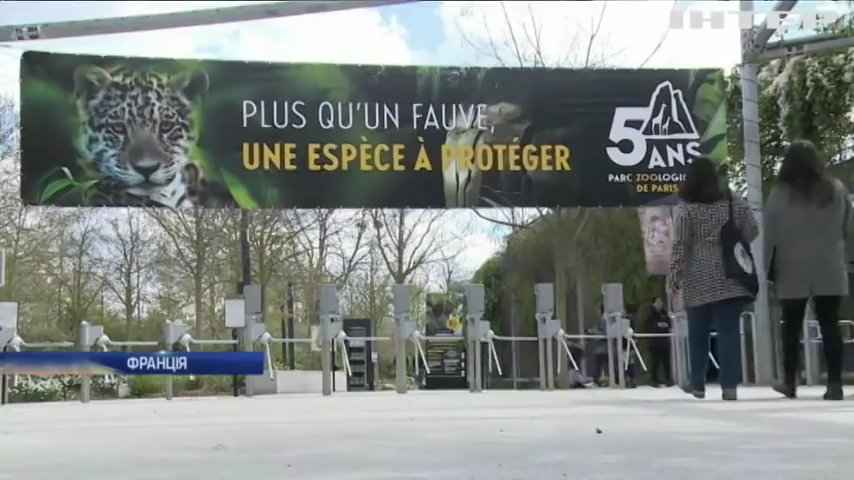 ІНТЕР
PLUS QU'UN FAUVE,
UNE ESPÈCE À PROTÉGER
5 ANS
PARC ZOOLOGIQUE
DE PARIS
ФРАНЦІЯ